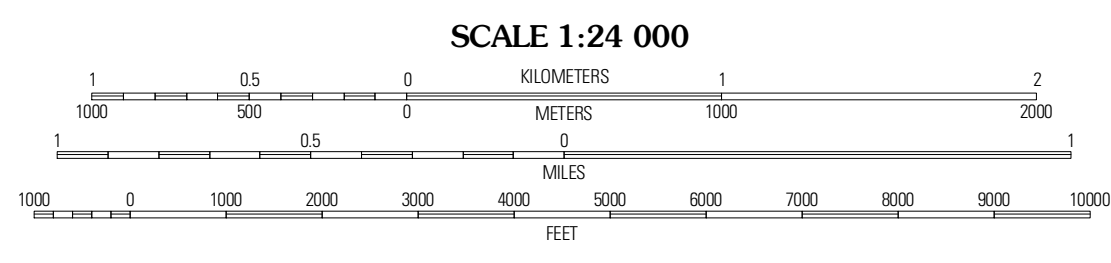 SCALE 1:24 000
1 0.5 0 KILOMETERS 1 2
1000 500 0 METERS 1000 2000
1 0.5 0 1
MILES
1000 0 1000 2000 3000 4000 5000 6000 7000 8000 9000 10000
FEET